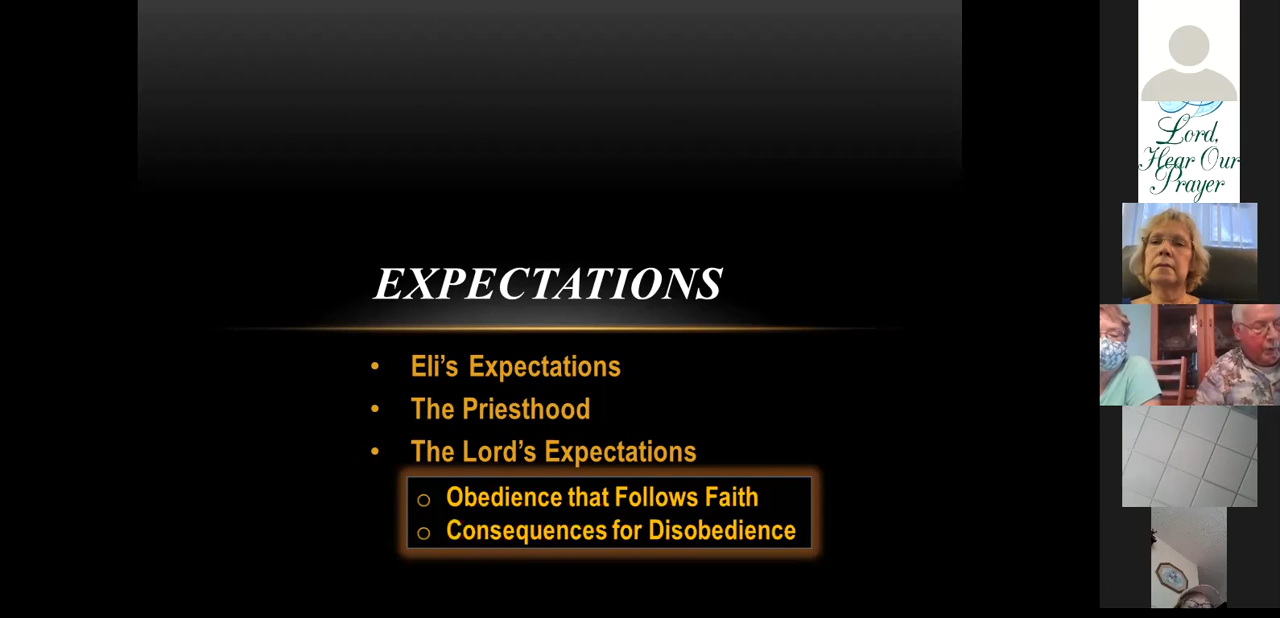 EXPECTATIONS
• Eli's Expectations
• The Priesthood
• The Lord's Expectations
o Obedience that Follows Faith
o Consequences for Disobedience
Lord,
Hear Our
Prayer